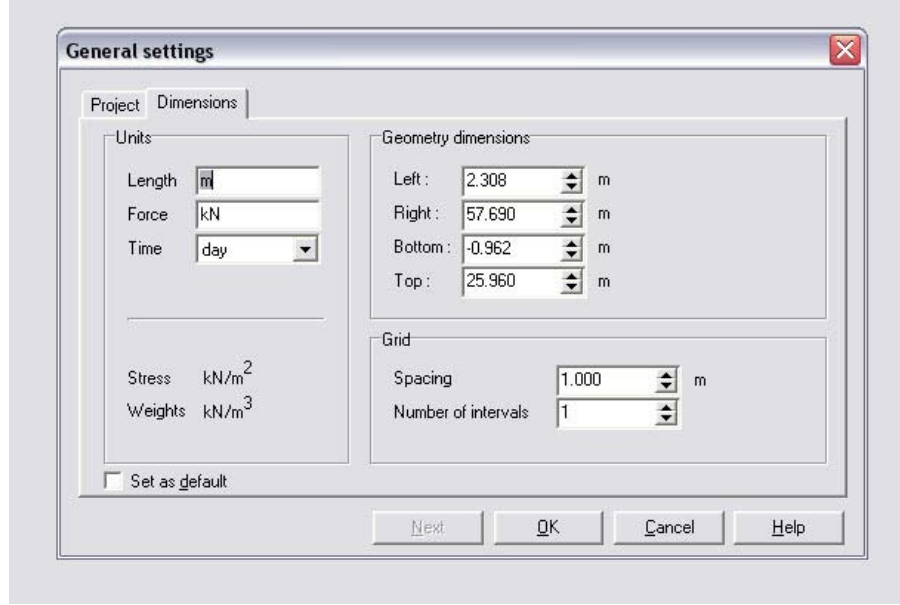 General settings
Project Dimensions
Units
Length m
Force kN
Time day
Stress kN/m2
Weights kN/m3
Geometry dimensions
Left : 2.308 m
Right : 57.690 m
Bottom : -0.962 m
Top : 25.960 m
Grid
Spacing 1.000 m
Number of intervals 1
Set as default
Next OK Cancel Help